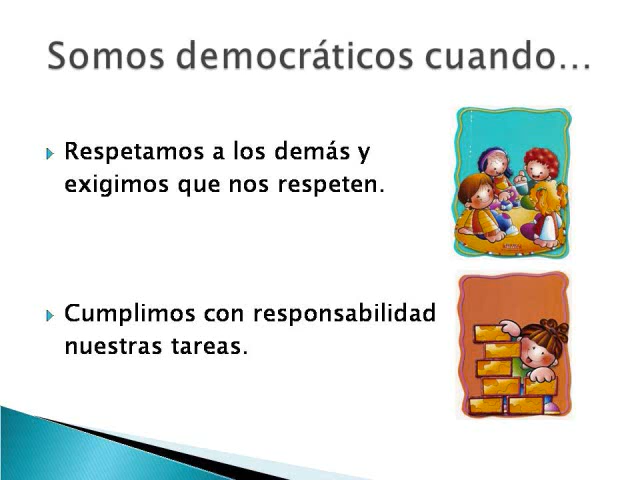 Somos democráticos cuando...
Respetamos a los demás y
exigimos que nos respeten.
Cumplimos con responsabilidad
nuestras tareas.